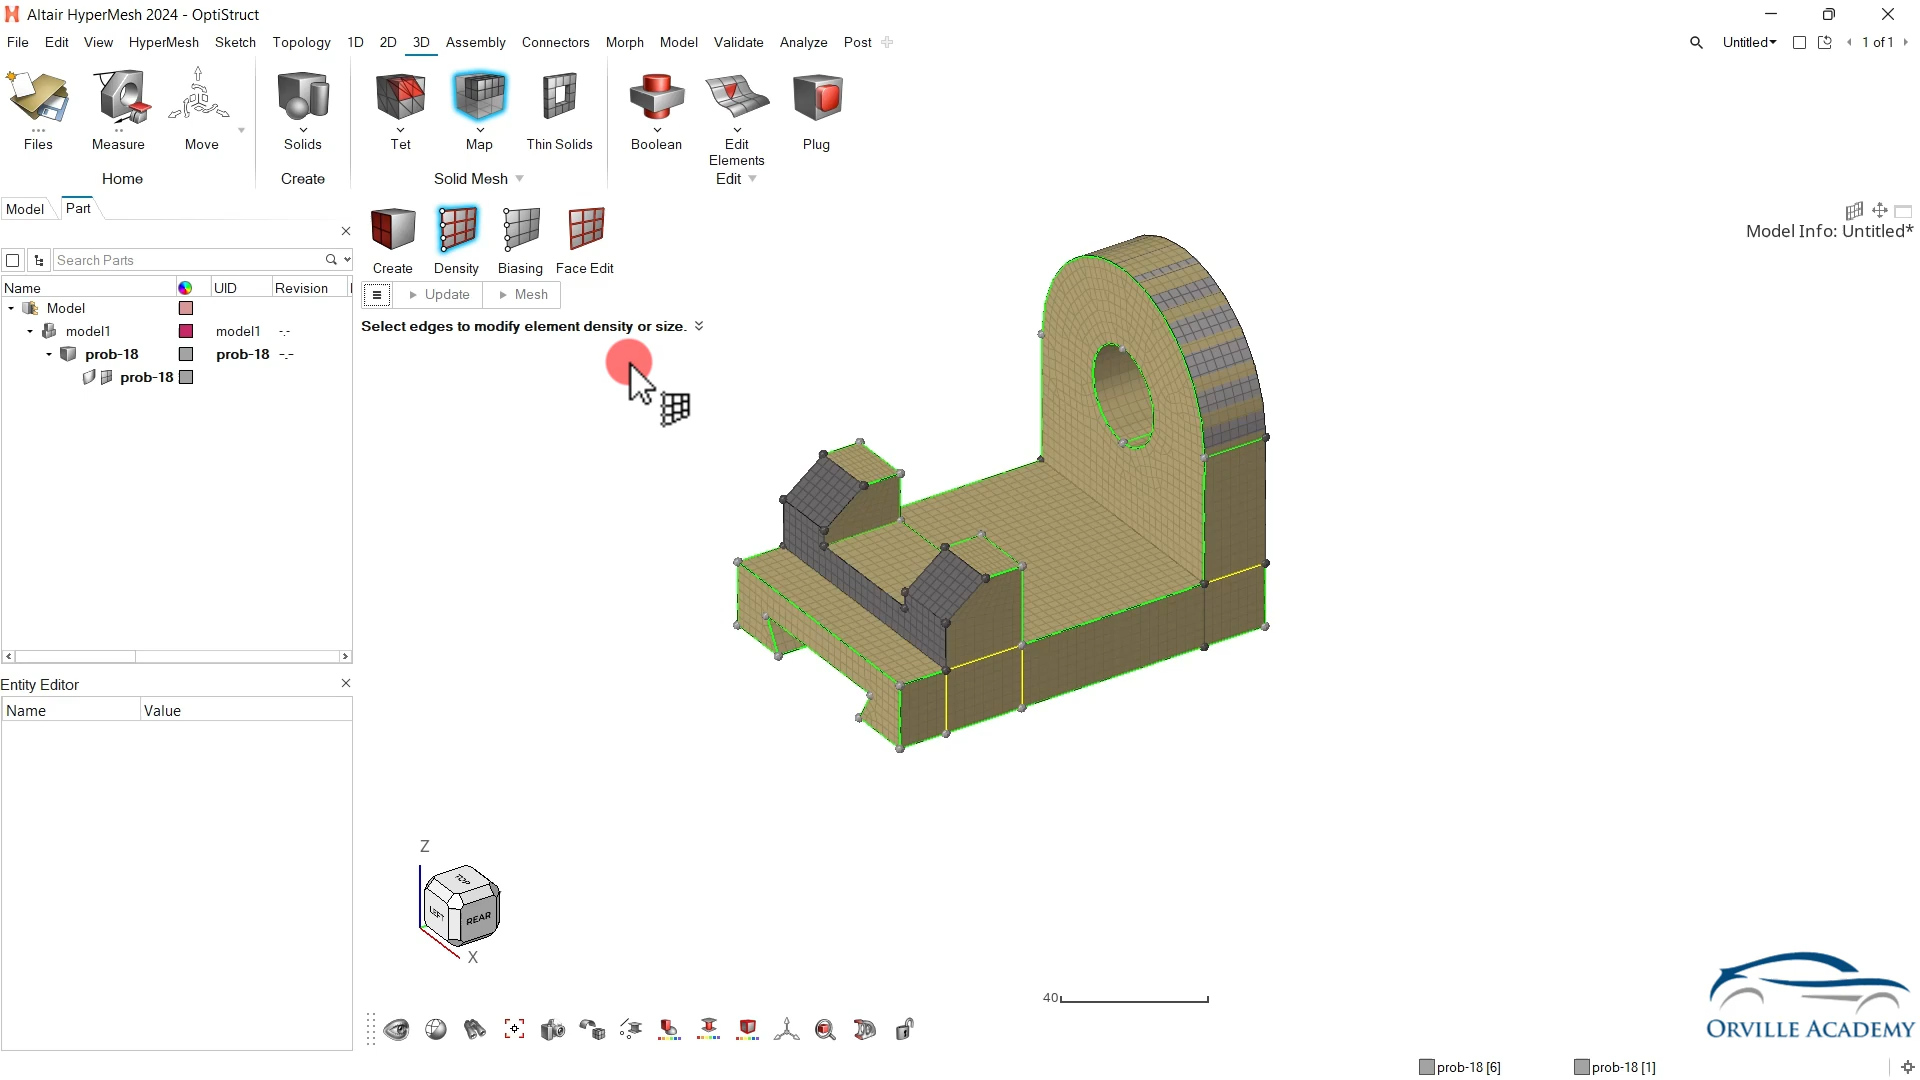 Altair HyperMesh 2024 - OptiStruct
File Edit View HyperMesh Sketch Topology 1D 2D 3D Assembly Connectors Morph Model Validate Analyze Post
Untitled 1 of 1
Files Measure Move Solids Tet Map Thin Solids Boolean Edit Elements Plug
Home Create Solid Mesh Edit
Model Part
Create Density Biasing Face Edit
Update Mesh
Select edges to modify element density or size.
Model Info: Untitled*
Search Parts
Name UID Revision
Model
model1 model1 -.-
prob-18 prob-18 -.-
prob-18
Entity Editor
Name Value
Z
TOP
LEFT
REAR
X
40
ORVILLE ACADEMY
prob-18 [6] prob-18 [1]